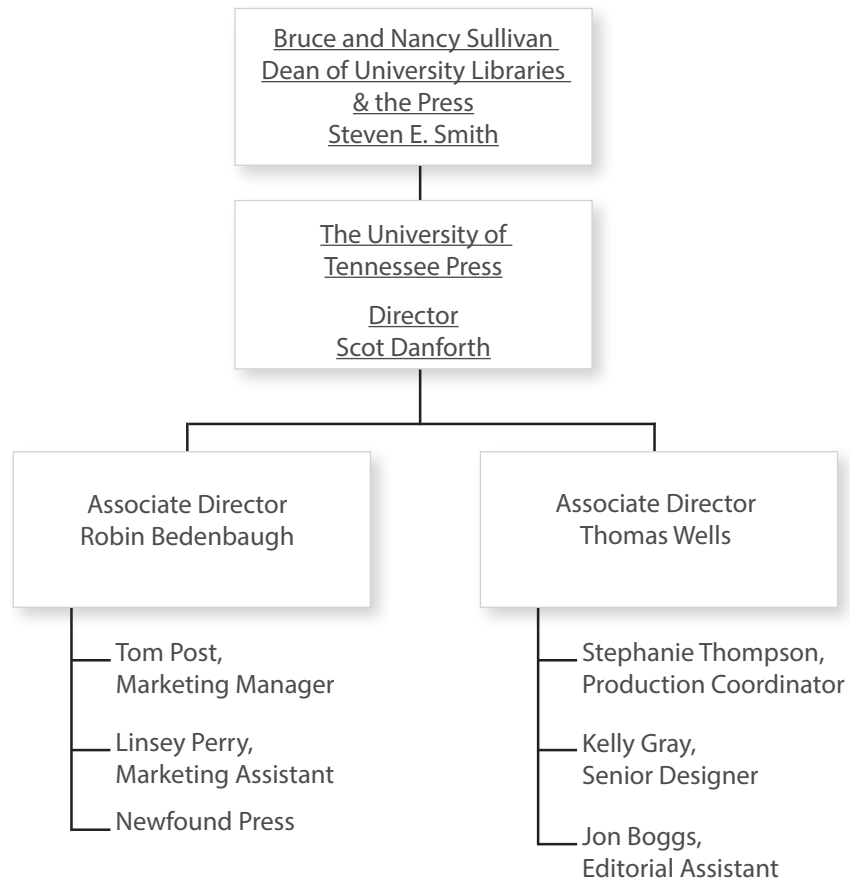 Bruce and Nancy Sullivan
Dean of University Libraries
& the Press
Steven E. Smith
The University of
Tennessee Press
Director
Scot Danforth
Associate Director
Robin Bedenbaugh
Tom Post,
Marketing Manager
Linsey Perry,
Marketing Assistant
Newfound Press
Associate Director
Thomas Wells
Stephanie Thompson,
Production Coordinator
Kelly Gray,
Senior Designer
Jon Boggs,
Editorial Assistant